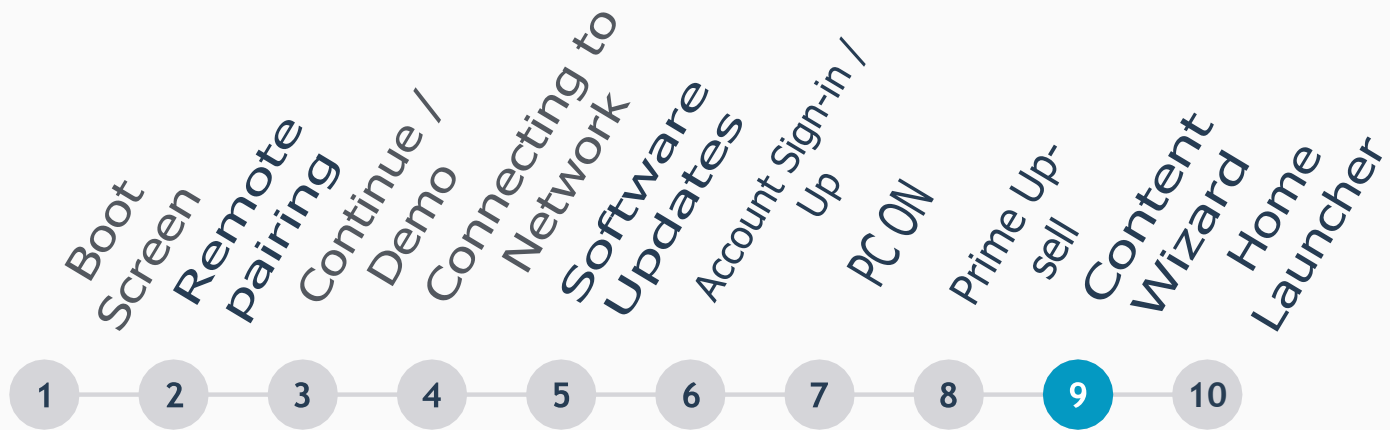 Boot
Screen
Remote
pairing
Continue /
Demo
Connecting to
Network
Software
Updates
Account Sign-in /
Up
PC ON
Prime Up-
sell
Content
Wizard
Home
Launcher
1 2 3 4 5 6 7 8 9 10